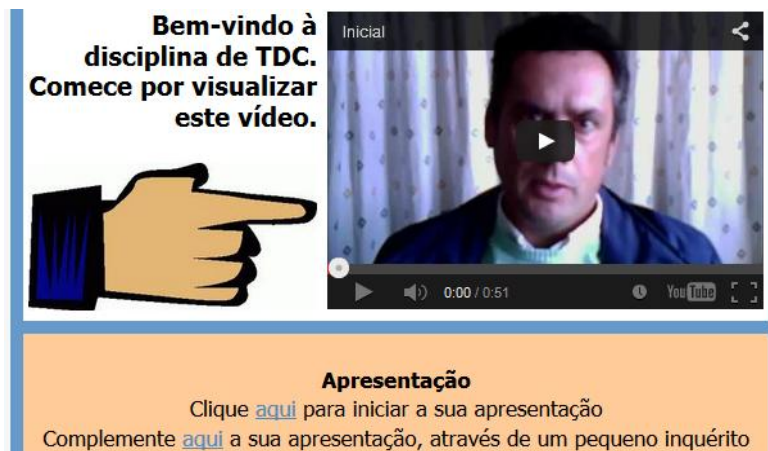 Bem-vindo à
disciplina de TDC.
Comece por visualizar
este vídeo.
Inicial
0:00 / 0:51
YouTube
Apresentação
Clique aqui para iniciar a sua apresentação
Complemente aqui a sua apresentação, através de um pequeno inquérito